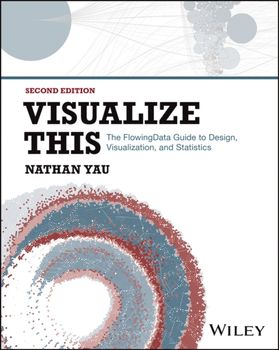 SECOND EDITION
VISUALIZE
THIS
The FlowingData Guide to Design,
Visualization, and Statistics
NATHAN YAU
WILEY